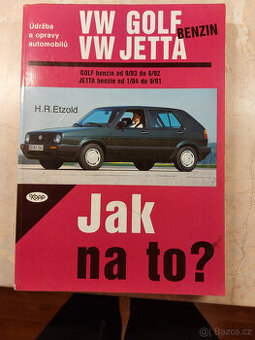 Údržba
a opravy
automobilů
VW GOLF
VW JETTA
BENZIN
GOLF benzin od 9/83 do 6/92
JETTA benzin od 1/84 do 9/91
H.R.Etzold
Kopp
Jak
na to?
Bazoš.cz